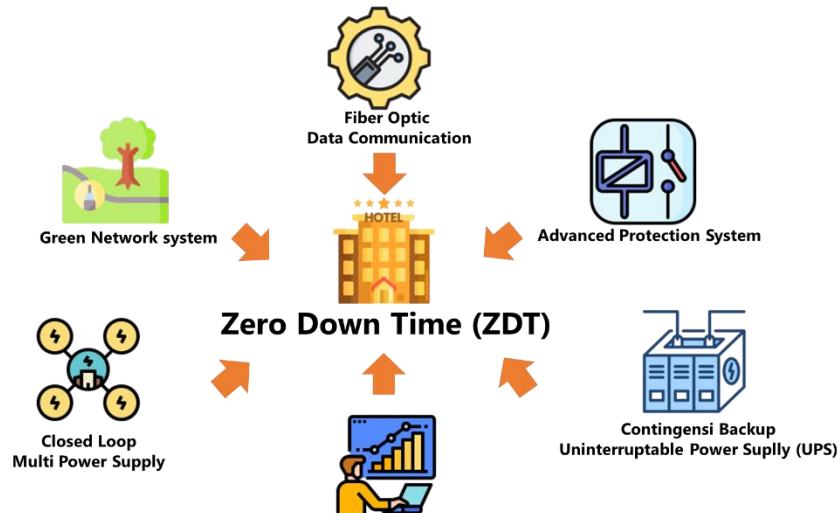 Fiber Optic
Data Communication
HOTEL
Green Network system
Advanced Protection System
Zero Down Time (ZDT)
Closed Loop
Multi Power Supply
Contingensi Backup
Uninterruptable Power Suplly (UPS)